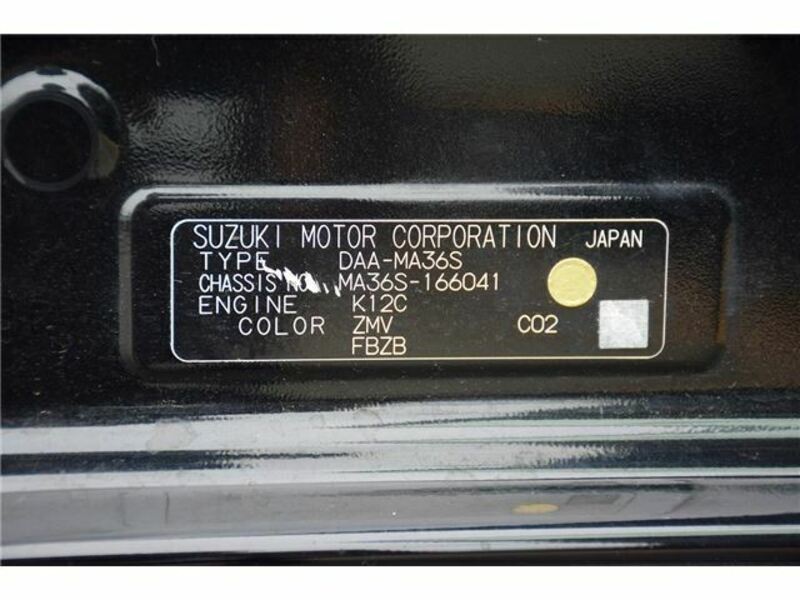 SUZUKI MOTOR CORPORATION JAPAN
TYPE DAA-MA36S
CHASSIS NO. MA36S-166041
ENGINE K12C
COLOR ZMV C02
FBZB